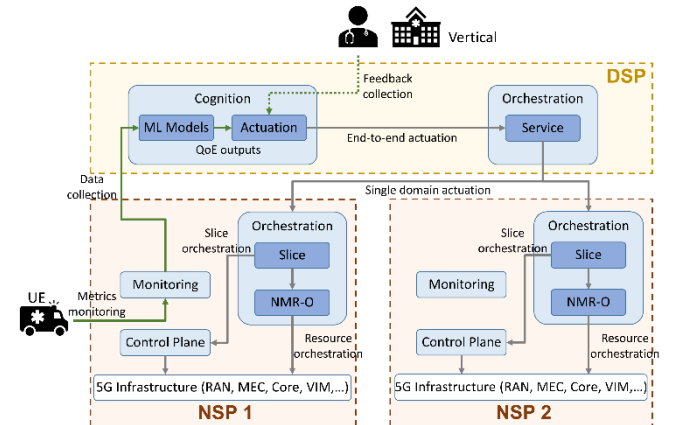 Vertical
DSP
Feedback
collection
Cognition
ML Models
Actuation
QoE outputs
End-to-end actuation
Orchestration
Service
Data
collection
Single domain actuation
Orchestration
Slice
orchestration
Slice
Monitoring
NMR-O
UE
Metrics
monitoring
Control Plane
Resource
orchestration
5G Infrastructure (RAN, MEC, Core, VIM,...)
NSP 1
Orchestration
Slice
orchestration
Slice
Monitoring
NMR-O
Control Plane
Resource
orchestration
5G Infrastructure (RAN, MEC, Core, VIM,...)
NSP 2